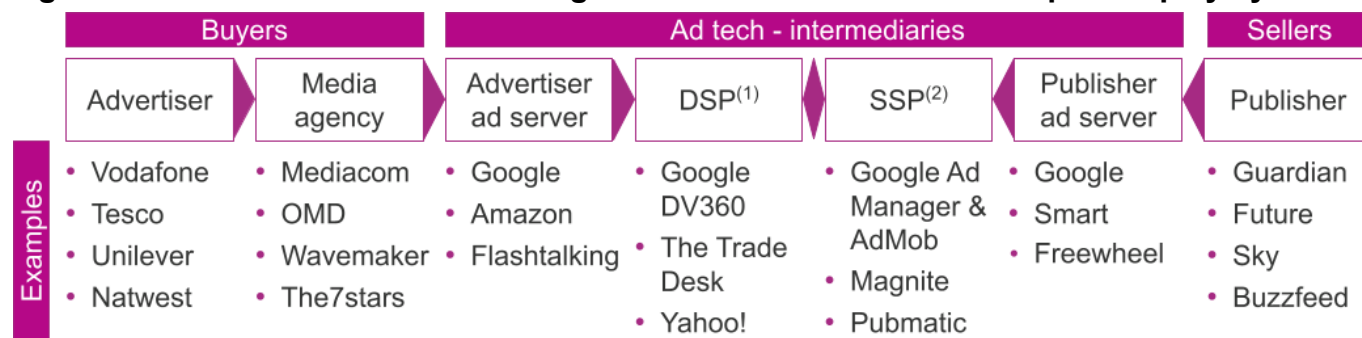 Buyers
Ad tech - intermediaries
Sellers
Advertiser
Media
agency
Advertiser
ad server
DSP(1)
SSP(2)
Publisher
ad server
Publisher
Examples
• Vodafone
• Tesco
• Unilever
• Natwest
• Mediacom
• OMD
• Wavemaker
• The7stars
• Google
• Amazon
• Flashtalking
• Google
DV360
• The Trade
Desk
• Yahoo!
• Google Ad
Manager &
AdMob
• Magnite
• Pubmatic
• Google
• Smart
• Freewheel
• Guardian
• Future
• Sky
• Buzzfeed